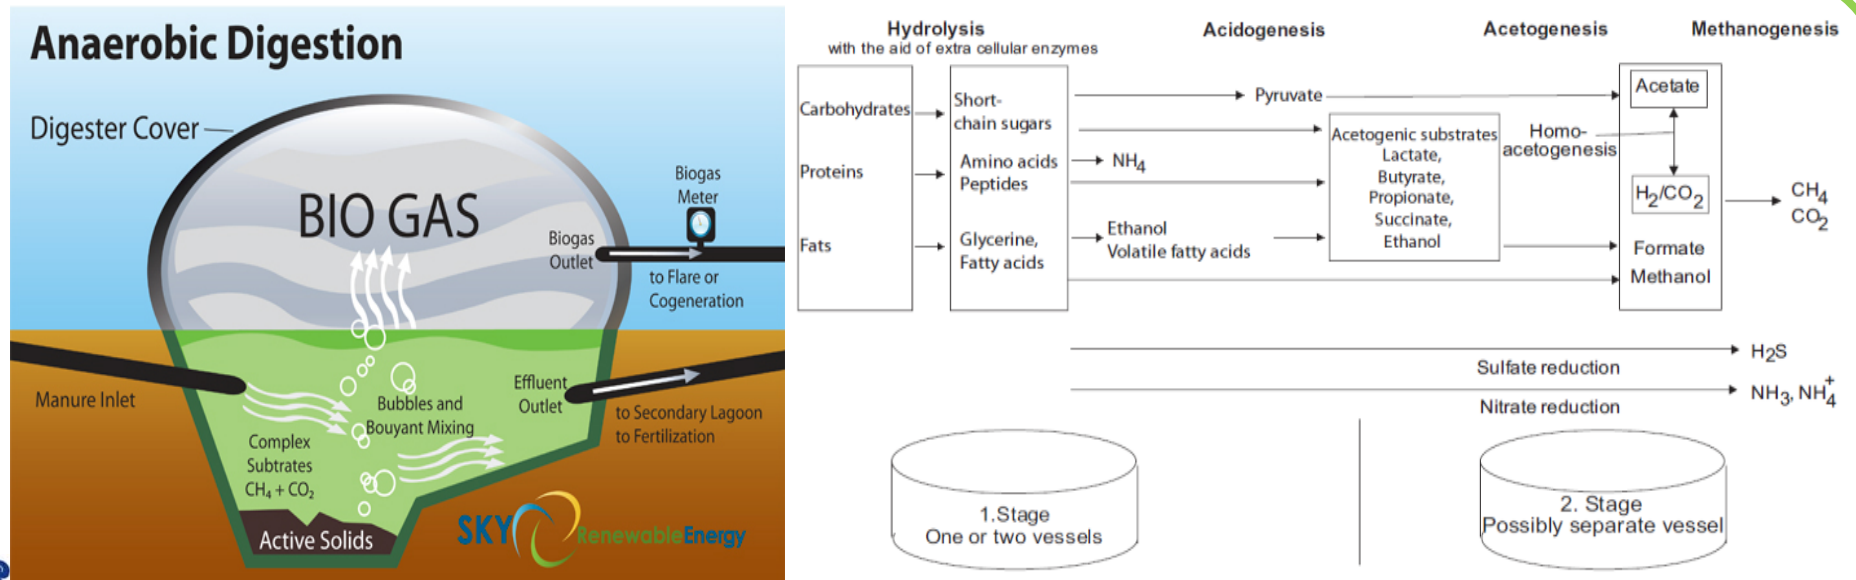 Anaerobic Digestion
Digester Cover
BIO GAS
Biogas
Meter
Biogas
Outlet
to Flare or
Cogeneration
Manure Inlet
Effluent
Outlet
Bubbles and
Bouyant Mixing
to Secondary Lagoon
to Fertilization
Complex
Subtrates
CH₄ + CO₂
Active Solids
SKY RenewableEnergy
Hydrolysis
with the aid of extra cellular enzymes
Acidogenesis
Acetogenesis
Methanogenesis
Carbohydrates
Proteins
Fats
Short-
chain sugars
Amino acids
Peptides
Glycerine,
Fatty acids
Pyruvate
NH₄
Ethanol
Volatile fatty acids
Acetogenic substrates
Lactate,
Butyrate,
Propionate,
Succinate,
Ethanol
Homo-
acetogenesis
Acetate
H₂/CO₂
Formate
Methanol
CH₄
CO₂
H₂S
Sulfate reduction
NH₃, NH₄⁺
Nitrate reduction
1.Stage
One or two vessels
2. Stage
Possibly separate vessel